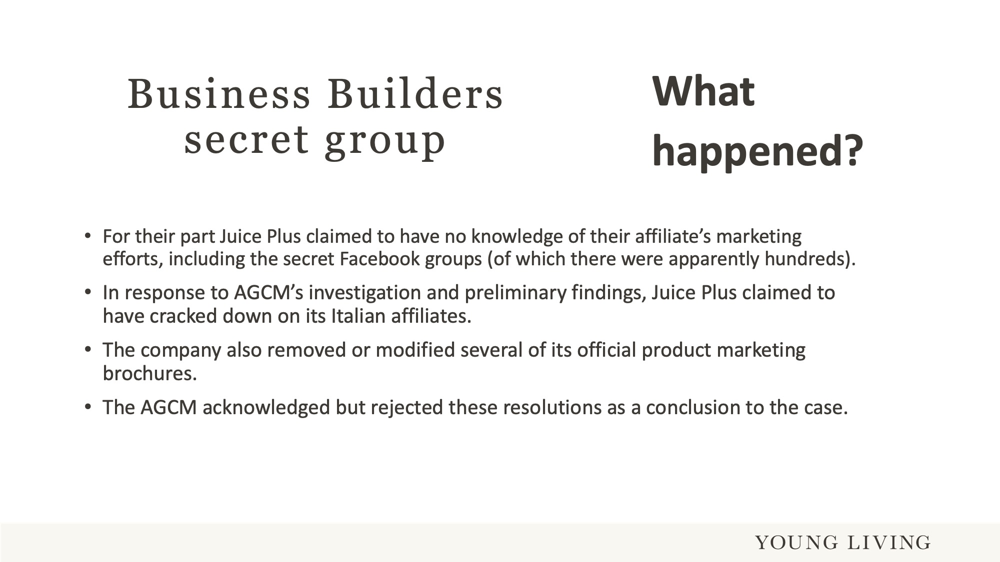 Business Builders
secret group
What
happened?
• For their part Juice Plus claimed to have no knowledge of their affiliate’s marketing
efforts, including the secret Facebook groups (of which there were apparently hundreds).
• In response to AGCM’s investigation and preliminary findings, Juice Plus claimed to
have cracked down on its Italian affiliates.
• The company also removed or modified several of its official product marketing
brochures.
• The AGCM acknowledged but rejected these resolutions as a conclusion to the case.
YOUNG LIVING